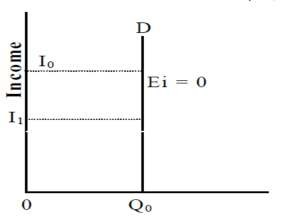 D
Income
I₀
Ei = 0
I₁
0
Q₀